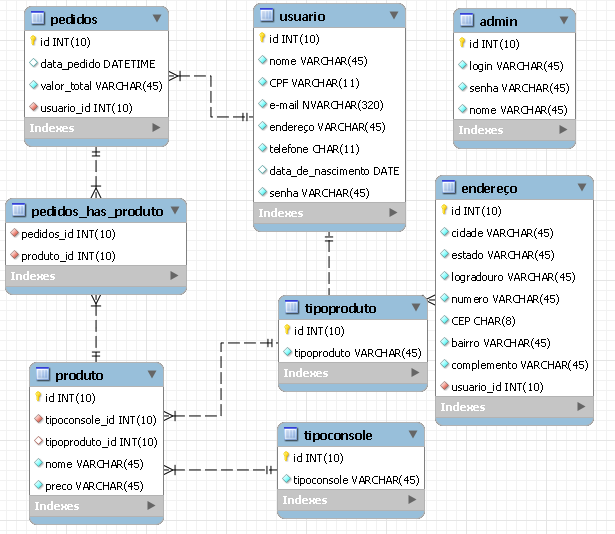 pedidos
id INT(10)
data_pedido DATETIME
valor_total VARCHAR(45)
usuario_id INT(10)
Indexes
usuario
id INT(10)
nome VARCHAR(45)
CPF VARCHAR(11)
e-mail NVARCHAR(320)
endereço VARCHAR(45)
telefone CHAR(11)
data_de_nascimento DATE
senha VARCHAR(45)
Indexes
admin
id INT(10)
login VARCHAR(45)
senha VARCHAR(45)
nome VARCHAR(45)
Indexes
pedidos_has_produto
pedidos_id INT(10)
produto_id INT(10)
Indexes
endereço
id INT(10)
cidade VARCHAR(45)
estado VARCHAR(45)
logradouro VARCHAR(45)
numero VARCHAR(45)
CEP CHAR(8)
bairro VARCHAR(45)
complemento VARCHAR(45)
usuario_id INT(10)
Indexes
tipoproduto
id INT(10)
tipoproduto VARCHAR(45)
Indexes
produto
id INT(10)
tipoconsole_id INT(10)
tipoproduto_id INT(10)
nome VARCHAR(45)
preco VARCHAR(45)
Indexes
tipoconsole
id INT(10)
tipoconsole VARCHAR(45)
Indexes